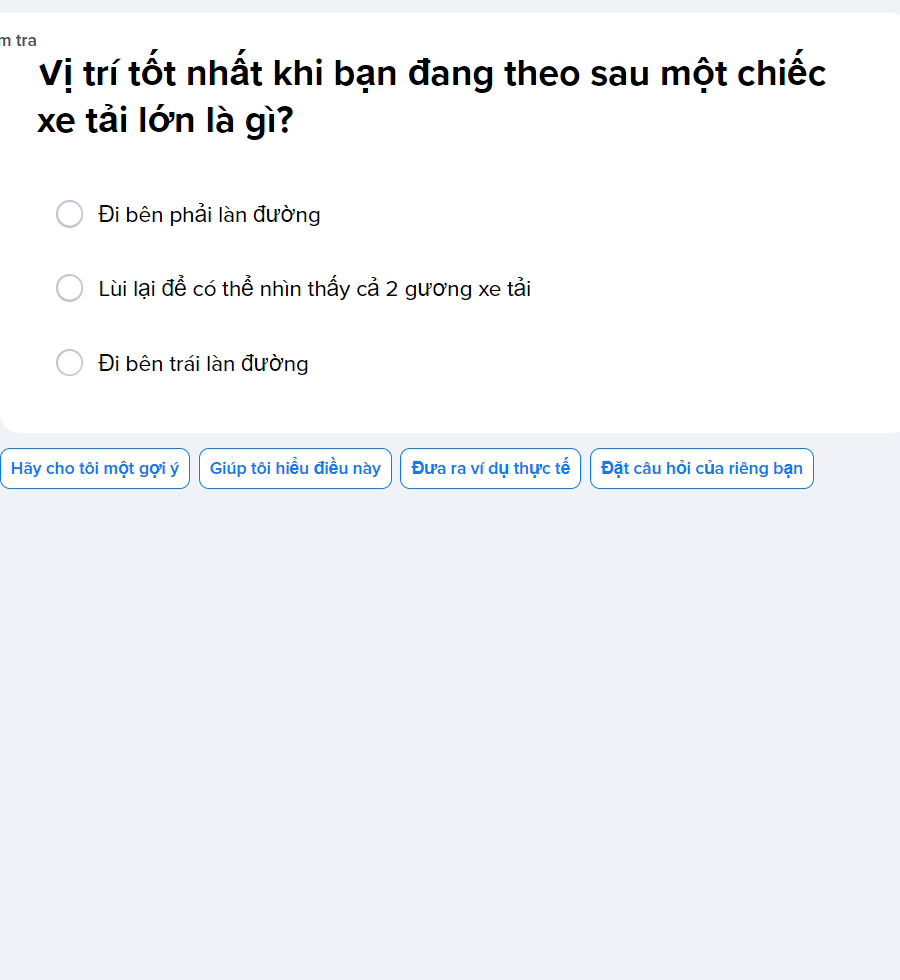 m tra
Vị trí tốt nhất khi bạn đang theo sau một chiếc
xe tải lớn là gì?
Đi bên phải làn đường
Lùi lại để có thể nhìn thấy cả 2 gương xe tải
Đi bên trái làn đường
Hãy cho tôi một gợi ý
Giúp tôi hiểu điều này
Đưa ra ví dụ thực tế
Đặt câu hỏi của riêng bạn